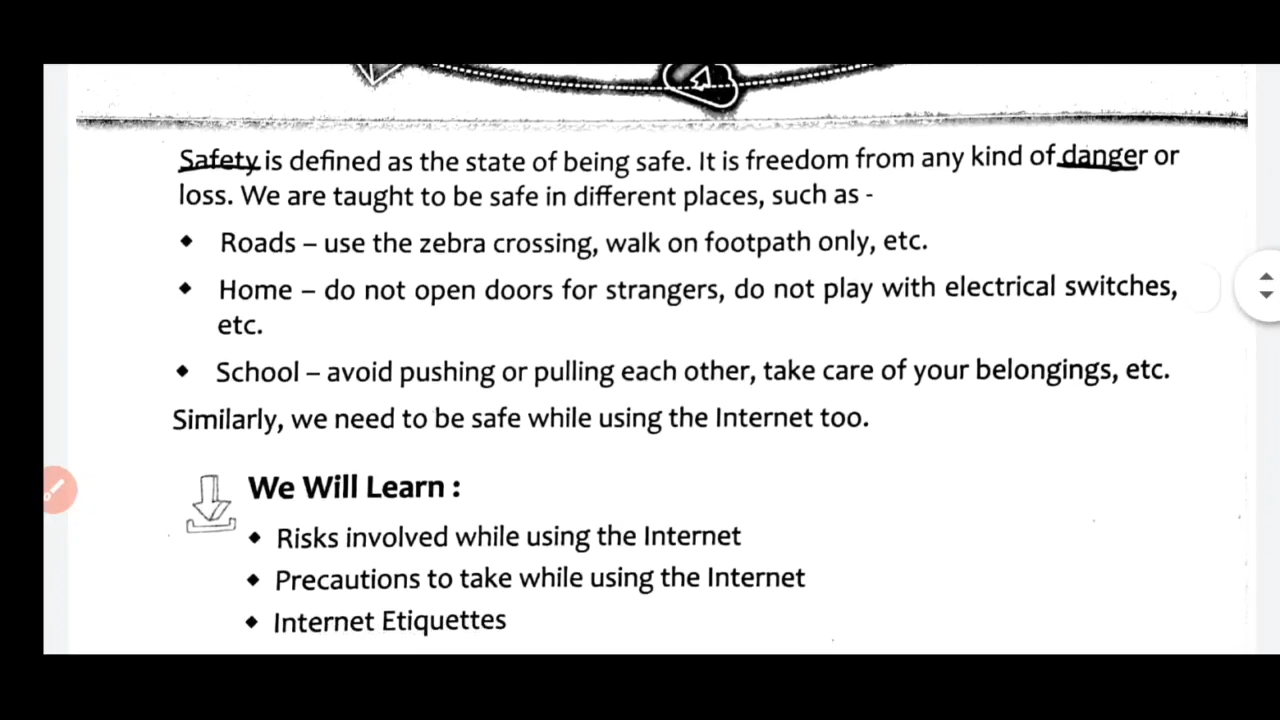 Safety is defined as the state of being safe. It is freedom from any kind of danger or
loss. We are taught to be safe in different places, such as -
◆ Roads – use the zebra crossing, walk on footpath only, etc.
◆ Home – do not open doors for strangers, do not play with electrical switches,
etc.
◆ School – avoid pushing or pulling each other, take care of your belongings, etc.
Similarly, we need to be safe while using the Internet too.
We Will Learn :
◆ Risks involved while using the Internet
◆ Precautions to take while using the Internet
◆ Internet Etiquettes